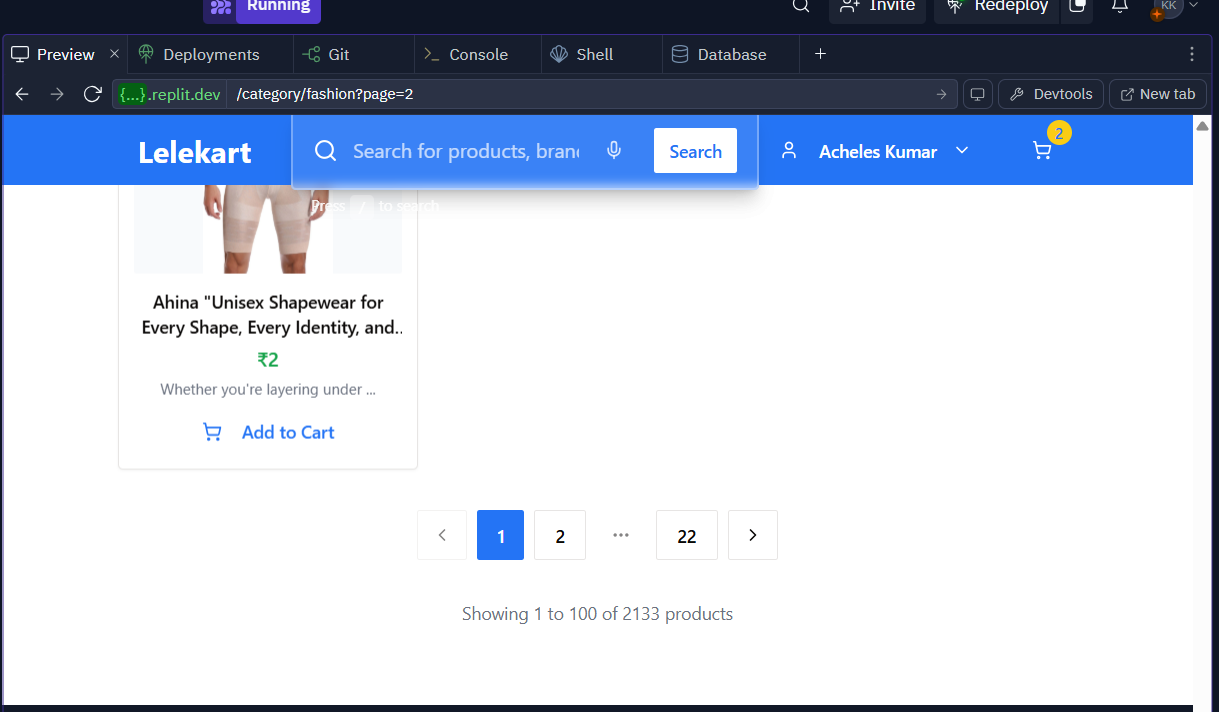 Running
Invite
Redeploy
KK
Preview
Deployments
Git
Console
Shell
Database
{...}.replit.dev
/category/fashion?page=2
Devtools
New tab
Lelekart
Search for products, bran
Search
Acheles Kumar
2
Press / to search
Ahina "Unisex Shapewear for
Every Shape, Every Identity, and..
₹2
Whether you're layering under ...
Add to Cart
1
2
...
22
Showing 1 to 100 of 2133 products